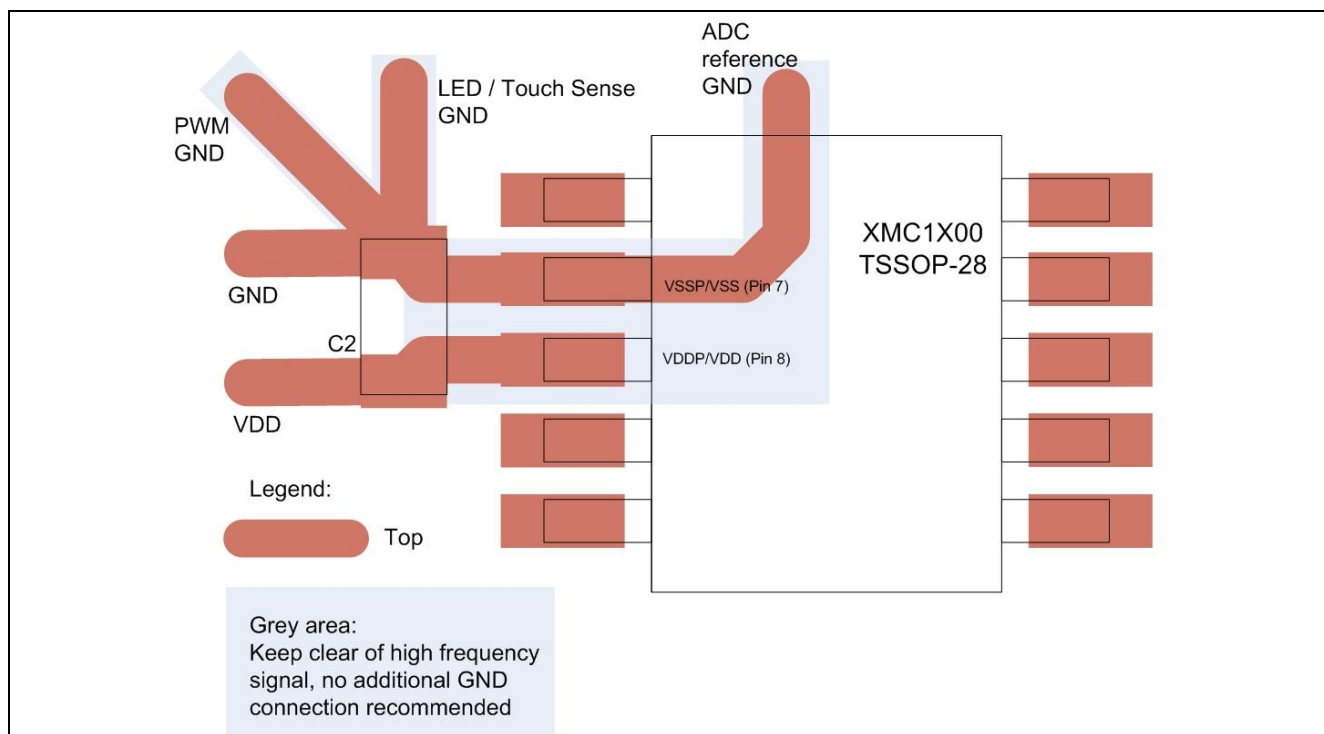 ADC
reference
GND
LED / Touch Sense
GND
PWM
GND
XMC1X00
TSSOP-28
GND
VSSP/VSS (Pin 7)
C2
VDDP/VDD (Pin 8)
VDD
Legend:
Top
Grey area:
Keep clear of high frequency
signal, no additional GND
connection recommended